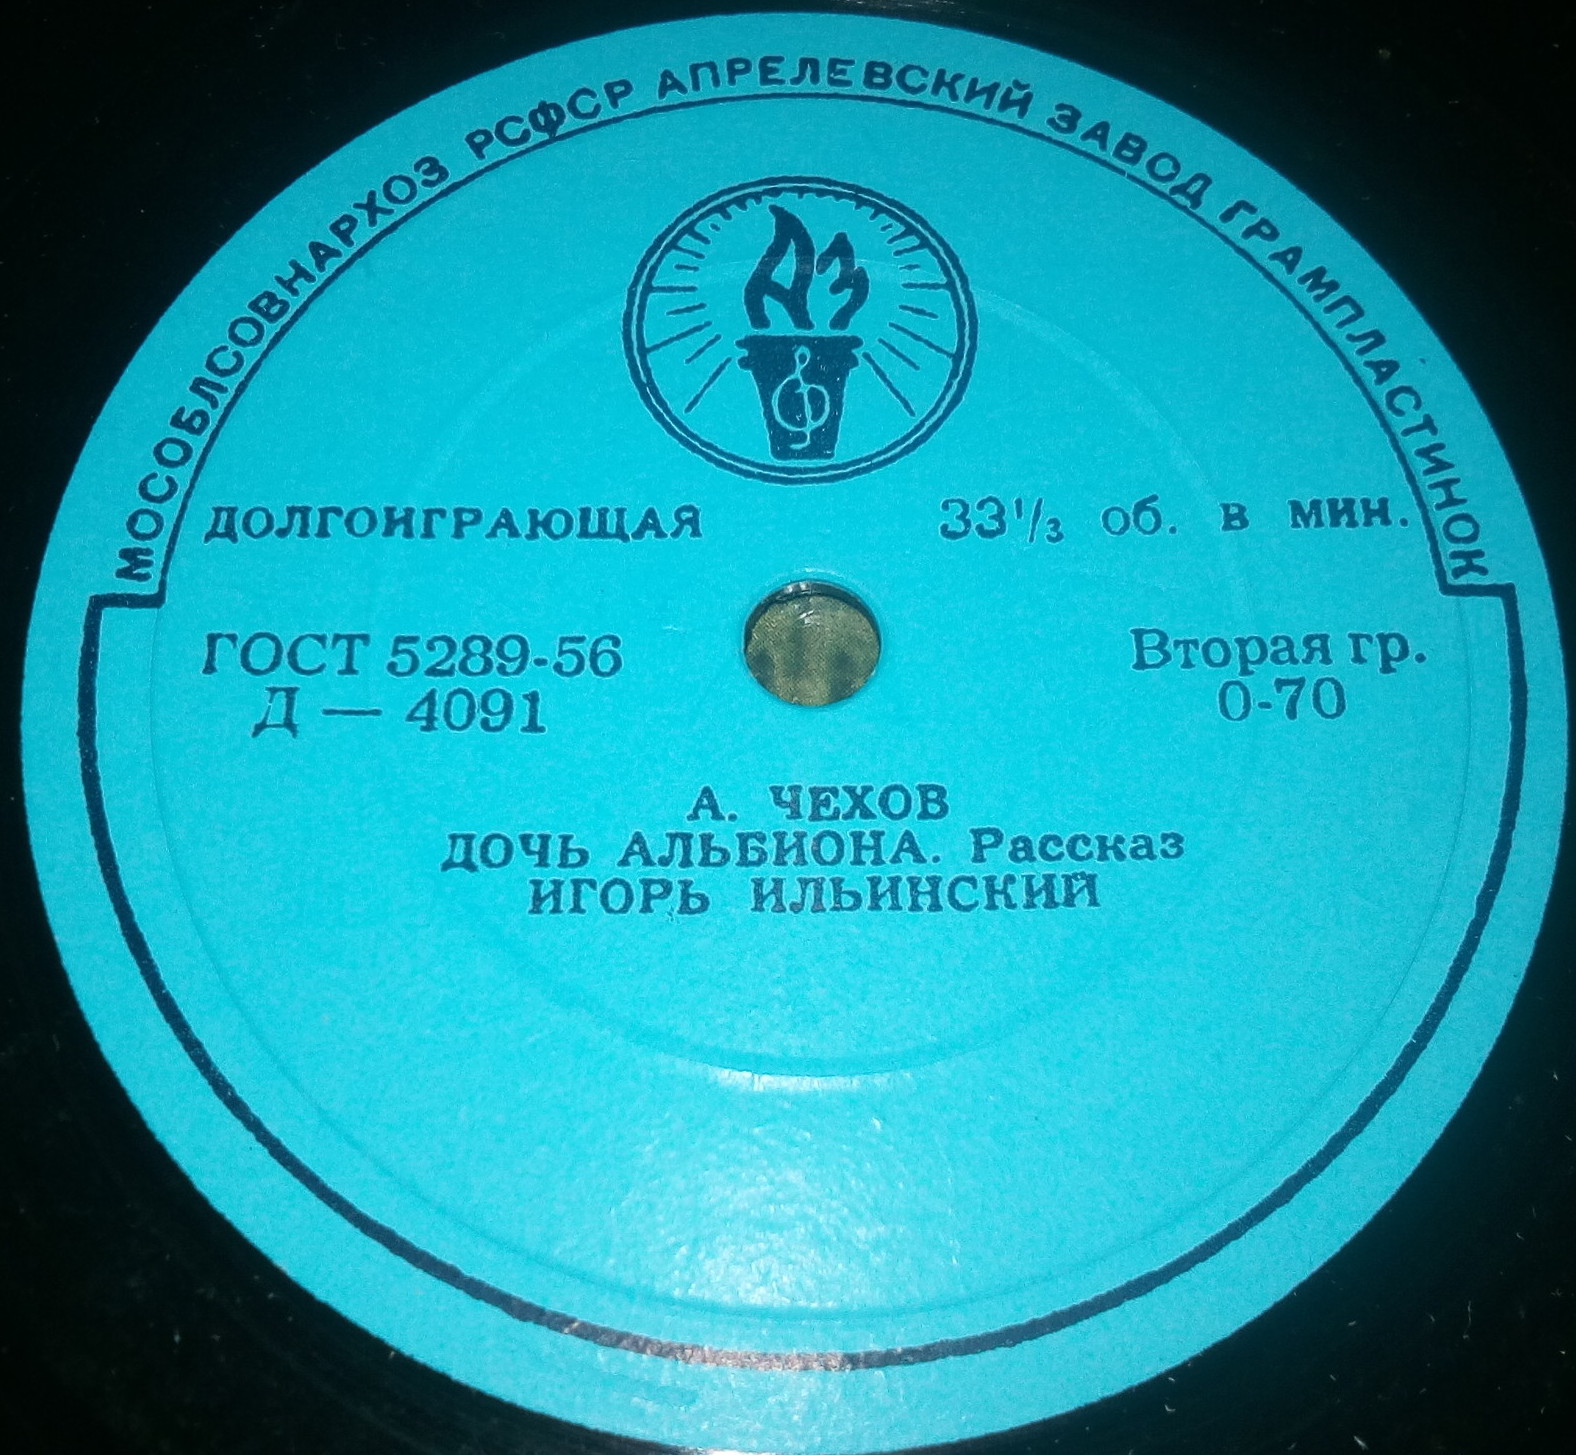 МОСОБЛСОВНАРХОЗ РСФСР АПРЕЛЕВСКИЙ ЗАВОД ГРАМПЛАСТИНОК
АЗ
ДОЛГОИГРАЮЩАЯ 33⅓ об. в мин.
ГОСТ 5289-56 Вторая гр.
Д — 4091 0-70
А. ЧЕХОВ
ДОЧЬ АЛЬБИОНА. Рассказ
ИГОРЬ ИЛЬИНСКИЙ